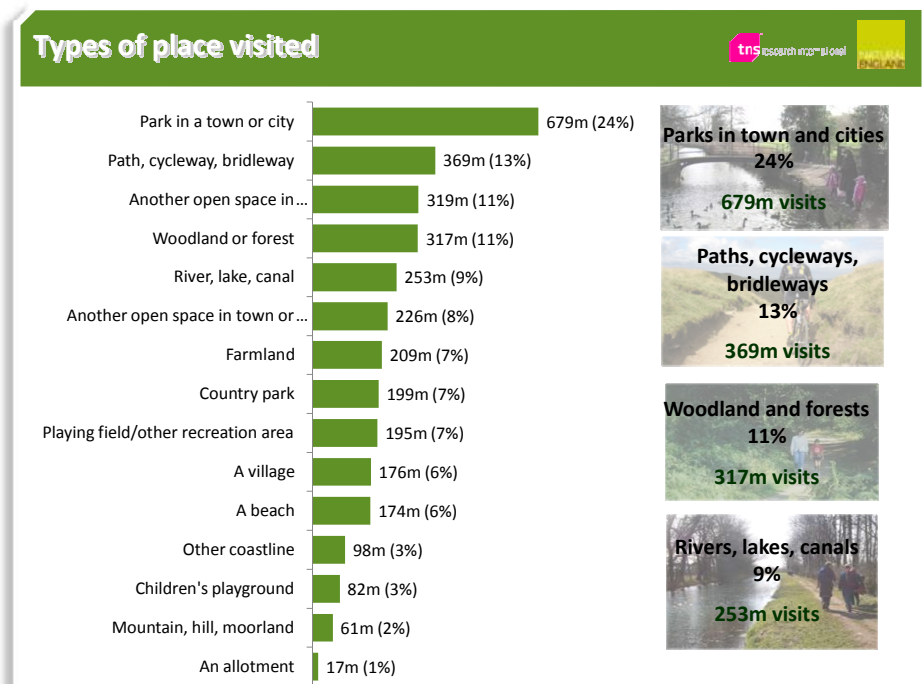 Types of place visited
tns research international
NATURAL
ENGLAND
Park in a town or city 679m (24%)
Path, cycleway, bridleway 369m (13%)
Another open space in... 319m (11%)
Woodland or forest 317m (11%)
River, lake, canal 253m (9%)
Another open space in town or ... 226m (8%)
Farmland 209m (7%)
Country park 199m (7%)
Playing field/other recreation area 195m (7%)
A village 176m (6%)
A beach 174m (6%)
Other coastline 98m (3%)
Children's playground 82m (3%)
Mountain, hill, moorland 61m (2%)
An allotment 17m (1%)
Parks in town and cities
24%
679m visits
Paths, cycleways,
bridleways
13%
369m visits
Woodland and forests
11%
317m visits
Rivers, lakes, canals
9%
253m visits